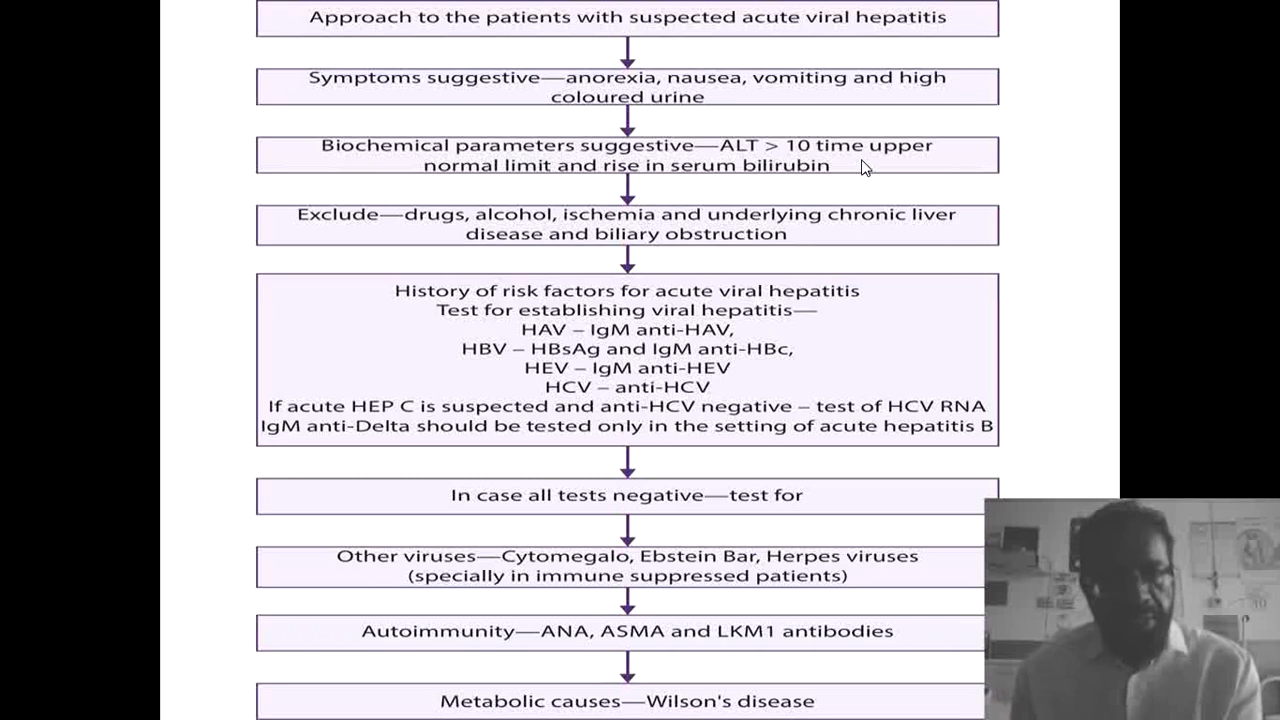 Approach to the patients with suspected acute viral hepatitis
Symptoms suggestive—anorexia, nausea, vomiting and high
coloured urine
Biochemical parameters suggestive—ALT > 10 time upper
normal limit and rise in serum bilirubin
Exclude—drugs, alcohol, ischemia and underlying chronic liver
disease and biliary obstruction
History of risk factors for acute viral hepatitis
Test for establishing viral hepatitis—
HAV – IgM anti-HAV,
HBV – HBsAg and IgM anti-HBc,
HEV – IgM anti-HEV
HCV – anti-HCV
If acute HEP C is suspected and anti-HCV negative – test of HCV RNA
IgM anti-Delta should be tested only in the setting of acute hepatitis B
In case all tests negative—test for
Other viruses—Cytomegalo, Ebstein Bar, Herpes viruses
(specially in immune suppressed patients)
Autoimmunity—ANA, ASMA and LKM1 antibodies
Metabolic causes—Wilson's disease